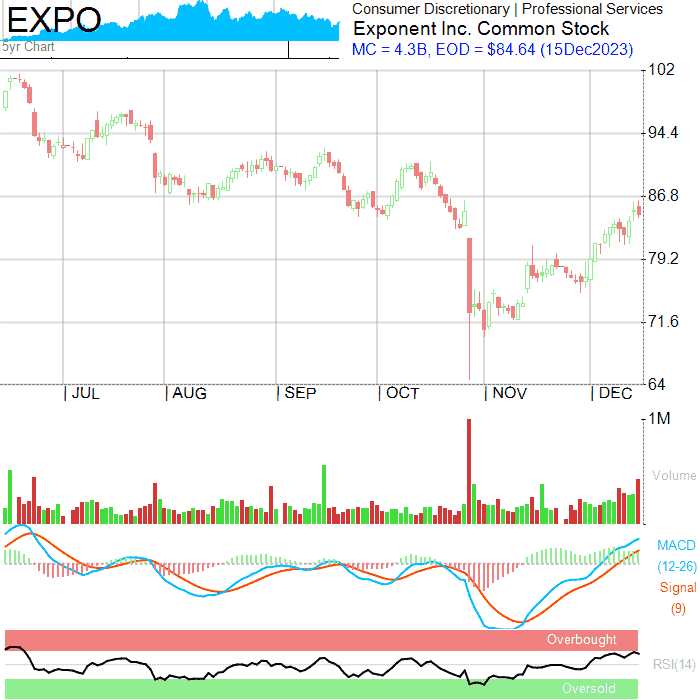 EXPO
5yr Chart
Consumer Discretionary | Professional Services
Exponent Inc. Common Stock
MC = 4.3B, EOD = $84.64 (15Dec2023)
102
94.4
86.8
79.2
71.6
64
| JUL | AUG | SEP | OCT | NOV | DEC
1M
Volume
MACD
(12-26)
Signal
(9)
Overbought
RSI(14)
Oversold